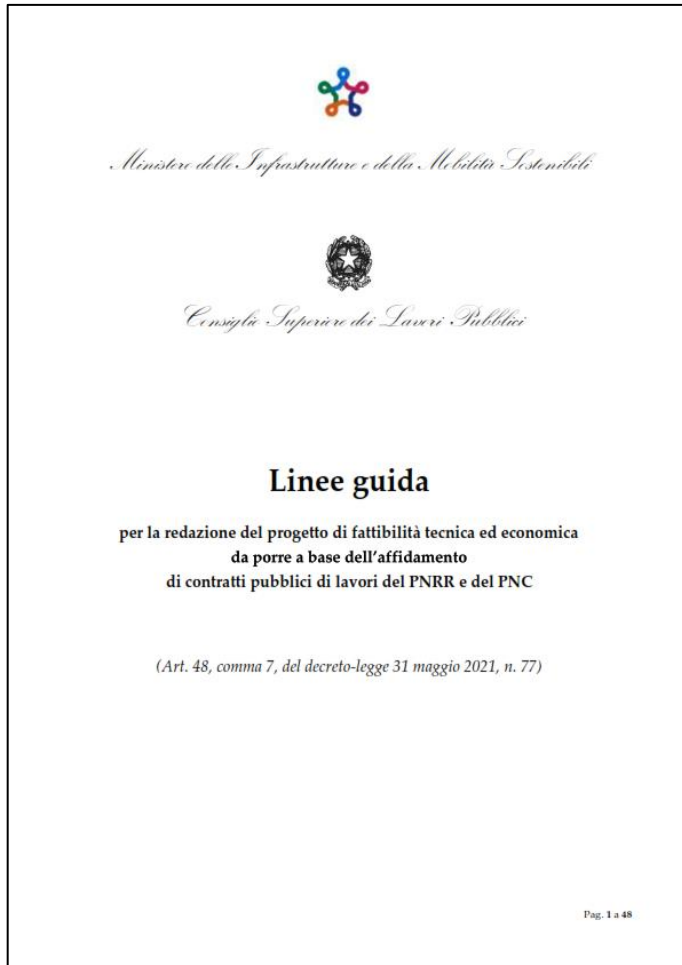 Ministero delle Infrastrutture e della Mobilità Sostenibili
Consiglio Superiore dei Lavori Pubblici
Linee guida
per la redazione del progetto di fattibilità tecnica ed economica
da porre a base dell'affidamento
di contratti pubblici di lavori del PNRR e del PNC
(Art. 48, comma 7, del decreto-legge 31 maggio 2021, n. 77)
Pag. 1 a 48